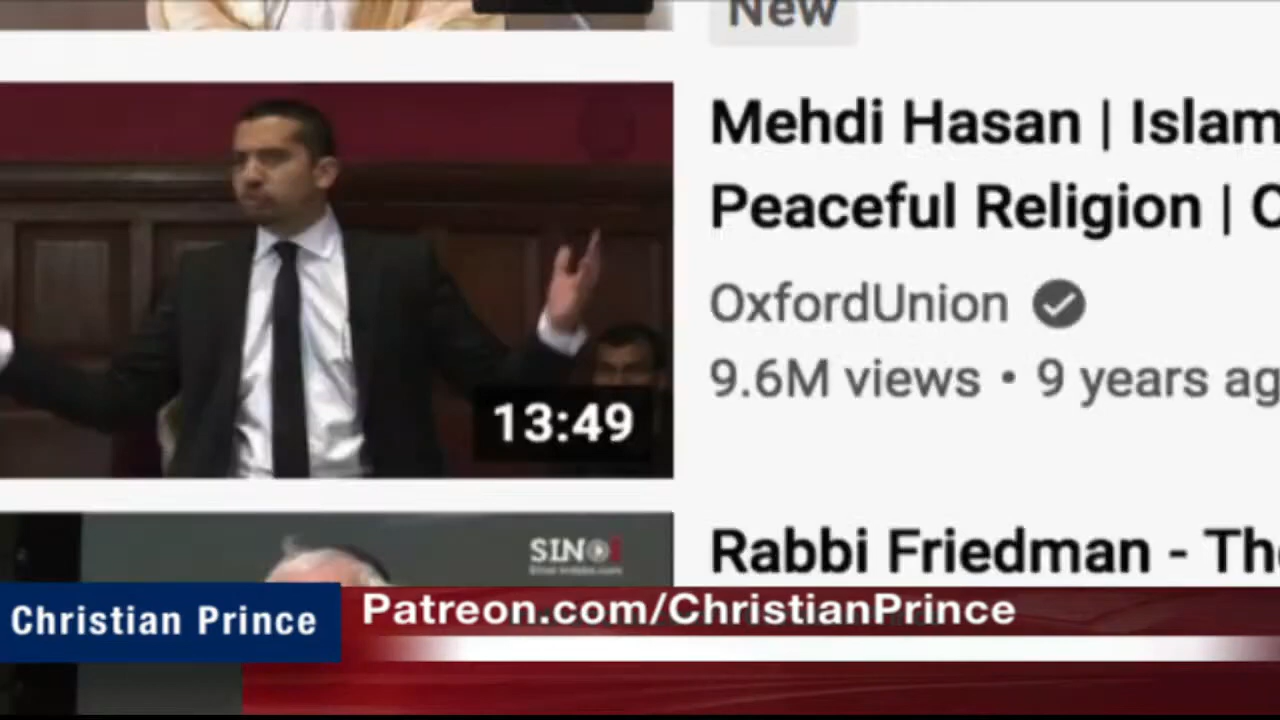 New
Mehdi Hasan | Islam
Peaceful Religion |
OxfordUnion
9.6M views • 9 years ag
13:49
SIN
Rabbi Friedman - Th
Christian Prince
Patreon.com/ChristianPrince